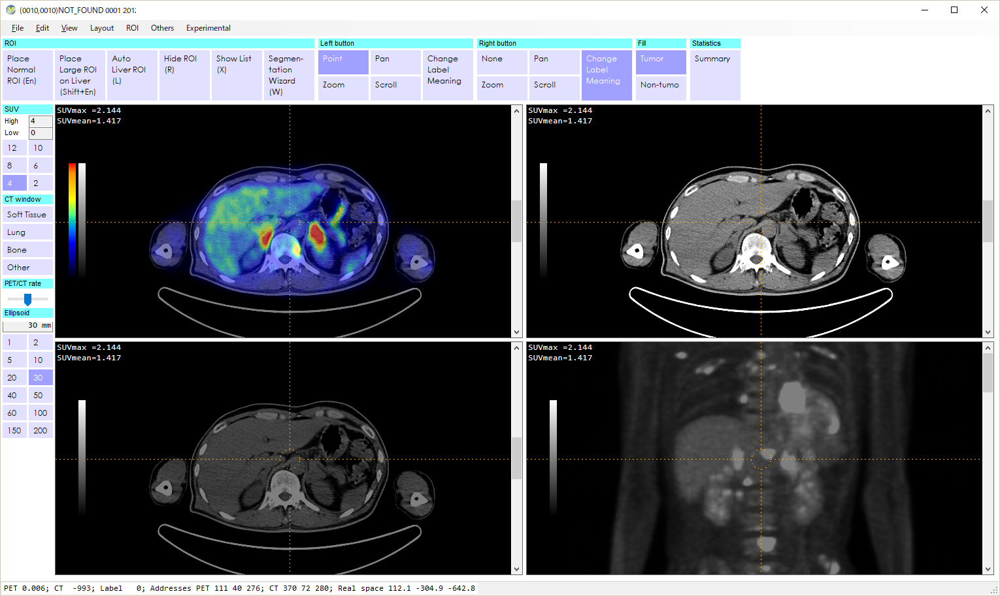 (0010,0010)NOT_FOUND 0001 2012
File Edit View Layout ROI Others Experimental
ROI
Place Normal ROI (En)
Place Large ROI on Liver (Shift+En)
Auto Liver ROI (L)
Hide ROI (R)
Show List (X)
Segmen-tation Wizard (W)
Left button
Point
Pan
Change Label Meaning
Zoom
Scroll
Right button
None
Pan
Change Label Meaning
Zoom
Scroll
Fill
Tumor
Non-tumo
Statistics
Summary
SUV
High 4
Low 0
12 10
8 6
4 2
CT window
Soft Tissue
Lung
Bone
Other
PET/CT rate
Ellipsoid
30 mm
1 2
5 10
20 30
40 50
60 100
150 200
SUVmax =2.144
SUVmean=1.417
SUVmax =2.144
SUVmean=1.417
SUVmax =2.144
SUVmean=1.417
SUVmax =2.144
SUVmean=1.417
PET 0.006; CT -993; Label 0; Addresses PET 111 40 276; CT 370 72 280; Real space 112.1 -304.9 -642.8